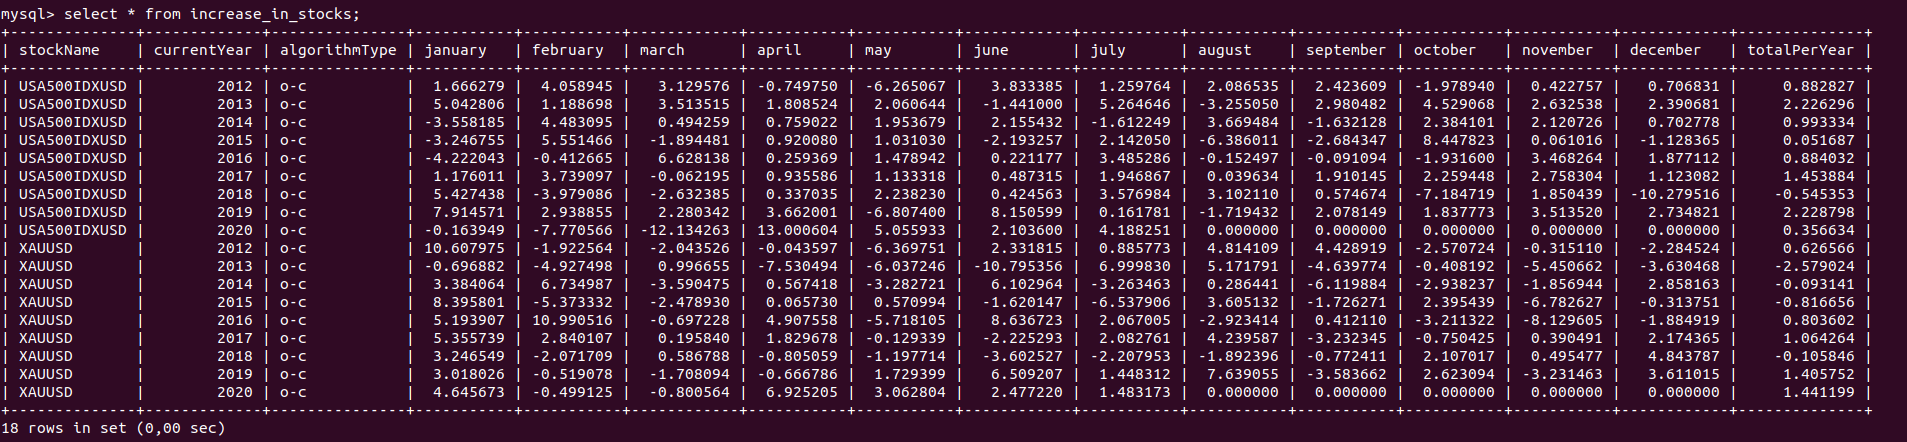 mysql> select * from increase_in_stocks;
+--------------+-------------+---------------+-----------+-----------+------------+-----------+-----------+------------+-----------+-----------+-----------+-----------+-----------+------------+--------------+
| stockName | currentYear | algorithmType | january | february | march | april | may | june | july | august | september | october | november | december | totalPerYear |
+--------------+-------------+---------------+-----------+-----------+------------+-----------+-----------+------------+-----------+-----------+-----------+-----------+-----------+------------+--------------+
| USA500IDXUSD | 2012 | o-c | 1.666279 | 4.058945 | 3.129576 | -0.749750 | -6.265067 | 3.833385 | 1.259764 | 2.086535 | 2.423609 | -1.978940 | 0.422757 | 0.706831 | 0.882827 |
| USA500IDXUSD | 2013 | o-c | 5.042806 | 1.188698 | 3.513515 | 1.808524 | 2.060644 | -1.441000 | 5.264646 | -3.255050 | 2.980482 | 4.529068 | 2.632538 | 2.390681 | 2.226296 |
| USA500IDXUSD | 2014 | o-c | -3.558185 | 4.483095 | 0.494259 | 0.759022 | 1.953679 | 2.155432 | -1.612249 | 3.669484 | -1.632128 | 2.384101 | 2.120726 | 0.702778 | 0.993334 |
| USA500IDXUSD | 2015 | o-c | -3.246755 | 5.551466 | -1.894481 | 0.920080 | 1.031030 | -2.193257 | 2.142050 | -6.386011 | -2.684347 | 8.447823 | 0.061016 | -1.128365 | 0.051687 |
| USA500IDXUSD | 2016 | o-c | -4.222043 | -0.412665 | 6.628138 | 0.259369 | 1.478942 | 0.221177 | 3.485286 | -0.152497 | -0.091094 | -1.931600 | 3.468264 | 1.877112 | 0.884032 |
| USA500IDXUSD | 2017 | o-c | 1.176011 | 3.739097 | -0.062195 | 0.935586 | 1.133318 | 0.487315 | 1.946867 | 0.039634 | 1.910145 | 2.259448 | 2.758304 | 1.123082 | 1.453884 |
| USA500IDXUSD | 2018 | o-c | 5.427438 | -3.979086 | -2.632385 | 0.337035 | 2.238230 | 0.424563 | 3.576984 | 3.102110 | 0.574674 | -7.184719 | 1.850439 | -10.279516 | -0.545353 |
| USA500IDXUSD | 2019 | o-c | 7.914571 | 2.938855 | 2.280342 | 3.662001 | -6.807400 | 8.150599 | 0.161781 | -1.719432 | 2.078149 | 1.837773 | 3.513520 | 2.734821 | 2.228798 |
| USA500IDXUSD | 2020 | o-c | -0.163949 | -7.770566 | -12.134263 | 13.000604 | 5.055933 | 2.103600 | 4.188251 | 0.000000 | 0.000000 | 0.000000 | 0.000000 | 0.000000 | 0.356634 |
| XAUUSD | 2012 | o-c | 10.607975 | -1.922564 | -2.043526 | -0.043597 | -6.369751 | 2.331815 | 0.885773 | 4.814109 | 4.428919 | -2.570724 | -0.315110 | -2.284524 | 0.626566 |
| XAUUSD | 2013 | o-c | -0.696882 | -4.927498 | 0.996655 | -7.530494 | -6.037246 | -10.795356 | 6.999830 | 5.171791 | -4.639774 | -0.408192 | -5.450662 | -3.630468 | -2.579024 |
| XAUUSD | 2014 | o-c | 3.384064 | 6.734987 | -3.590475 | 0.567418 | -3.282721 | 6.102964 | -3.263463 | 0.286441 | -6.119884 | -2.938237 | -1.856944 | 2.858163 | -0.093141 |
| XAUUSD | 2015 | o-c | 8.395801 | -5.373332 | -2.478930 | 0.065730 | 0.570994 | -1.620147 | -6.537906 | 3.605132 | -1.726271 | 2.395439 | -6.782627 | -0.313751 | -0.816656 |
| XAUUSD | 2016 | o-c | 5.193907 | 10.990516 | -0.697228 | 4.907558 | -5.718105 | 8.636723 | 2.067005 | -2.923414 | 0.412110 | -3.211322 | -8.129605 | -1.884919 | 0.803602 |
| XAUUSD | 2017 | o-c | 5.355739 | 2.840107 | 0.195840 | 1.829678 | -0.129339 | -2.225293 | 2.082761 | 4.239587 | -3.232345 | -0.750425 | 0.390491 | 2.174365 | 1.064264 |
| XAUUSD | 2018 | o-c | 3.246549 | -2.071709 | 0.586788 | -0.805059 | -1.197714 | -3.602527 | -2.207953 | -1.892396 | -0.772411 | 2.107017 | 0.495477 | 4.843787 | -0.105846 |
| XAUUSD | 2019 | o-c | 3.018026 | -0.519078 | -1.708094 | -0.666786 | 1.729399 | 6.509207 | 1.448312 | 7.639055 | -3.583662 | 2.623094 | -3.231463 | 3.611015 | 1.405752 |
| XAUUSD | 2020 | o-c | 4.645673 | -0.499125 | -0.800564 | 6.925205 | 3.062804 | 2.477220 | 1.483173 | 0.000000 | 0.000000 | 0.000000 | 0.000000 | 0.000000 | 1.441199 |
+--------------+-------------+---------------+-----------+-----------+------------+-----------+-----------+------------+-----------+-----------+-----------+-----------+-----------+------------+--------------+
18 rows in set (0,00 sec)